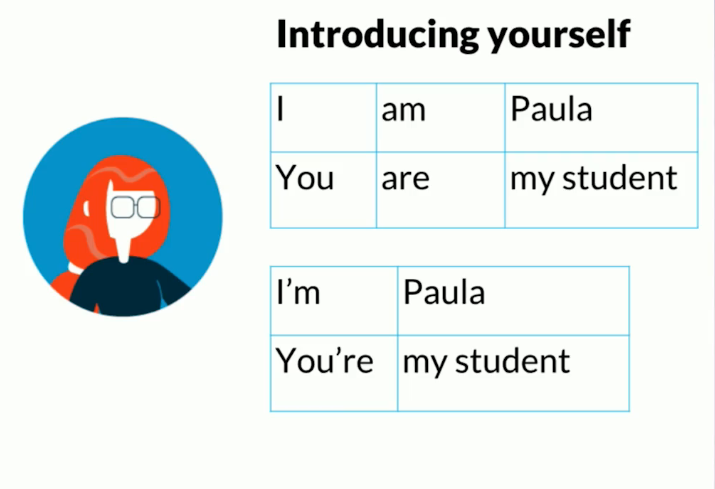 Introducing yourself
I am Paula
You are my student
I’m Paula
You’re my student